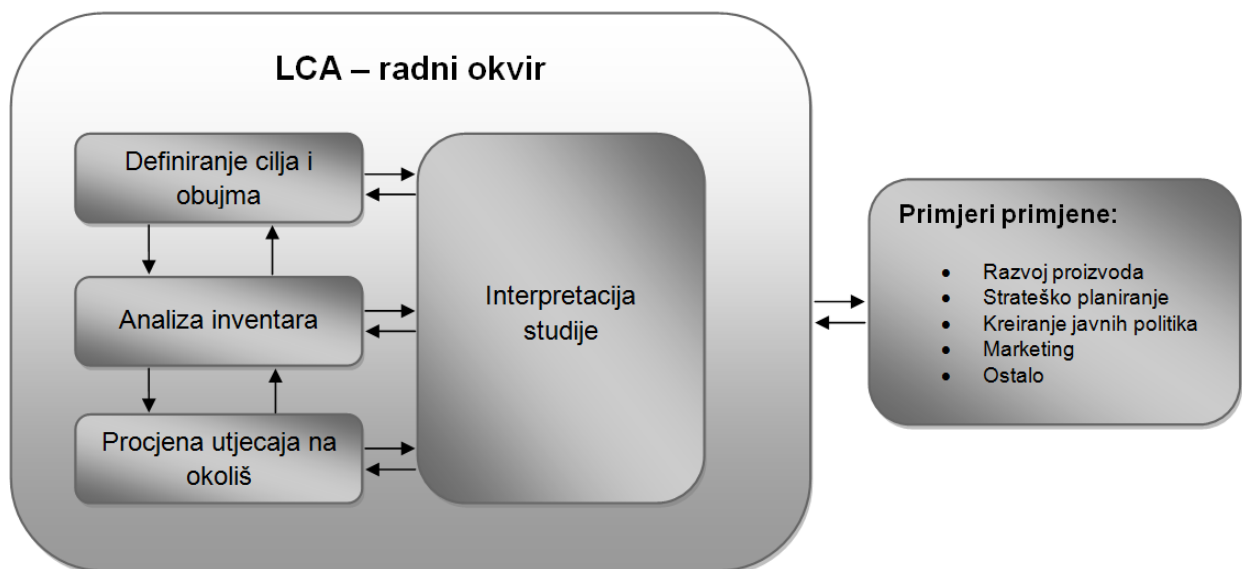 LCA – radni okvir
Definiranje cilja i
obujma
Analiza inventara
Procjena utjecaja na
okoliš
Interpretacija
studije
Primjeri primjene:
• Razvoj proizvoda
• Strateško planiranje
• Kreiranje javnih politika
• Marketing
• Ostalo